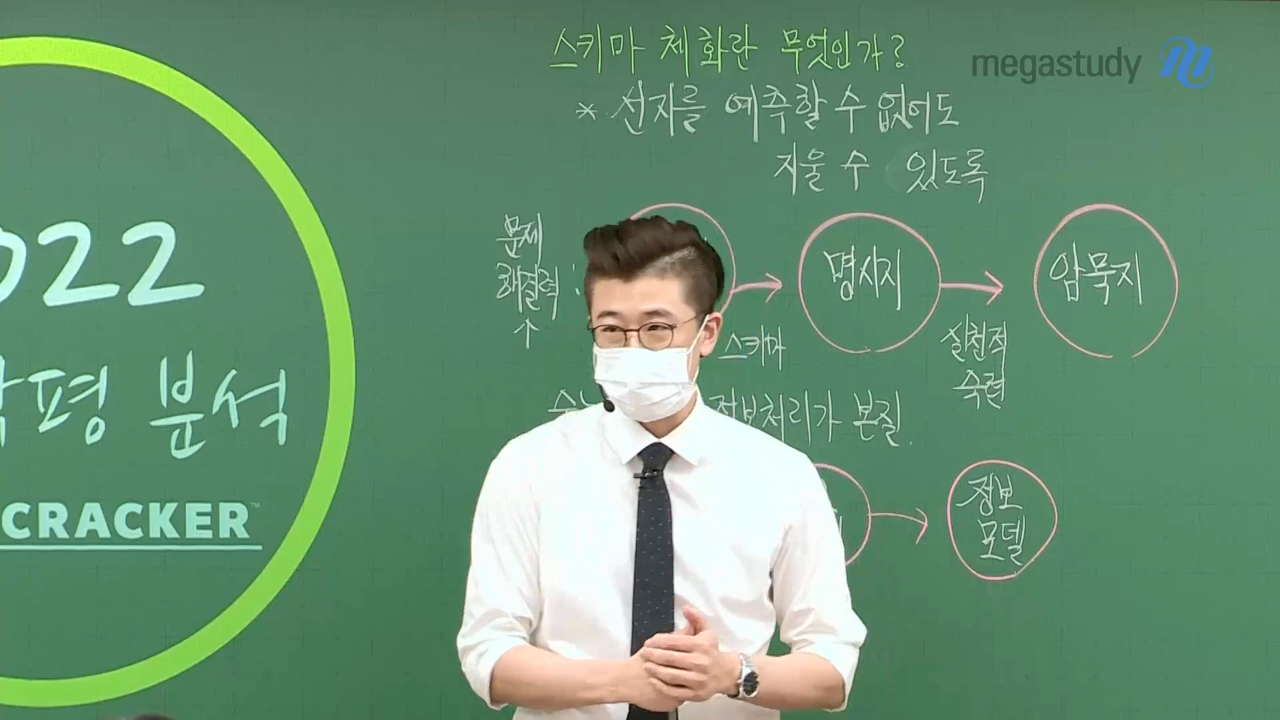 스키마 체화란 무엇인가?
megastudy
* 선지를 예측할 수 없어도
지울 수 있도록
문제
해결력 :
↑
명시지
암묵지
스키마
실천적
숙련
정보처리가 본질.
정보
모델
2022
평 분석
CRACKER™